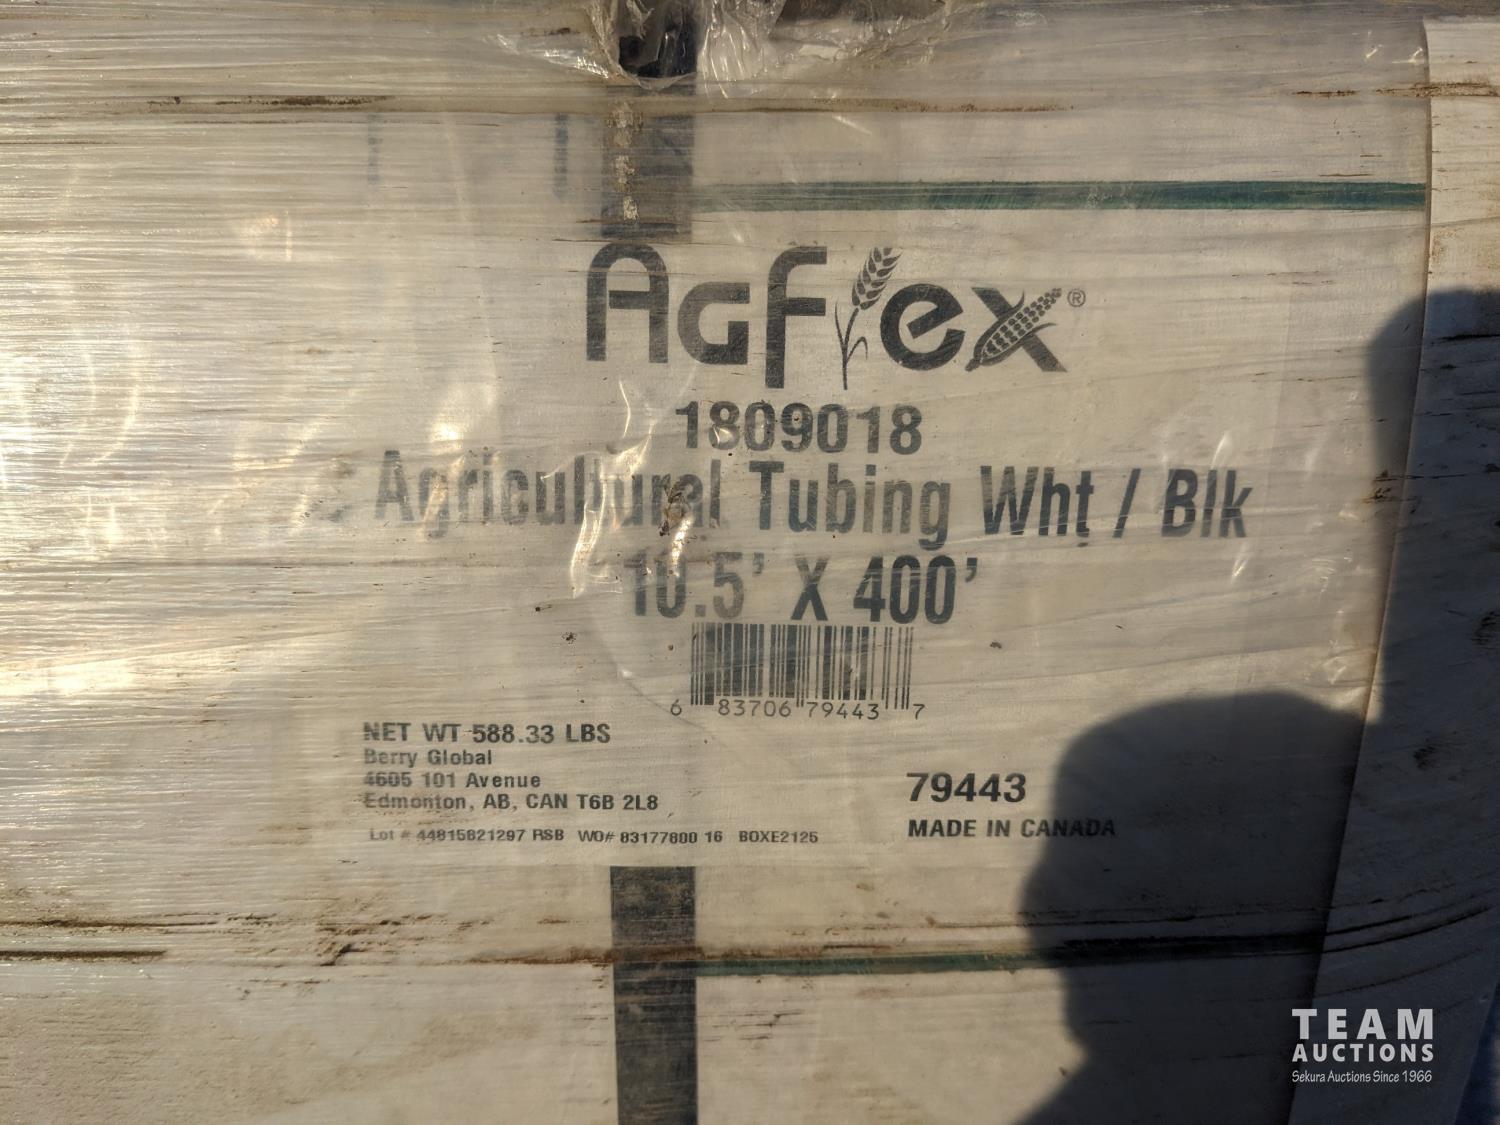 AgFlex®
1809018
Agricultural Tubing Wht / Blk
10.5' X 400'
6 83706 79443 7
NET WT 588.33 LBS
Berry Global
4605 101 Avenue
Edmonton, AB, CAN T6B 2L8
Lot # 44815821297 RSB WO# 83177800 16 BOXE2125
79443
MADE IN CANADA
TEAM
AUCTIONS
Sekura Auctions Since 1966